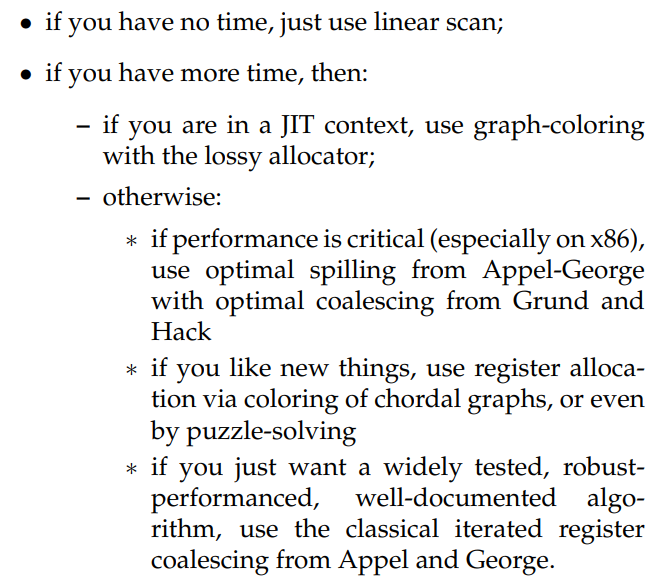 • if you have no time, just use linear scan;
• if you have more time, then:
– if you are in a JIT context, use graph-coloring
with the lossy allocator;
– otherwise:
∗ if performance is critical (especially on x86),
use optimal spilling from Appel-George
with optimal coalescing from Grund and
Hack
∗ if you like new things, use register alloca-
tion via coloring of chordal graphs, or even
by puzzle-solving
∗ if you just want a widely tested, robust-
performanced, well-documented algo-
rithm, use the classical iterated register
coalescing from Appel and George.